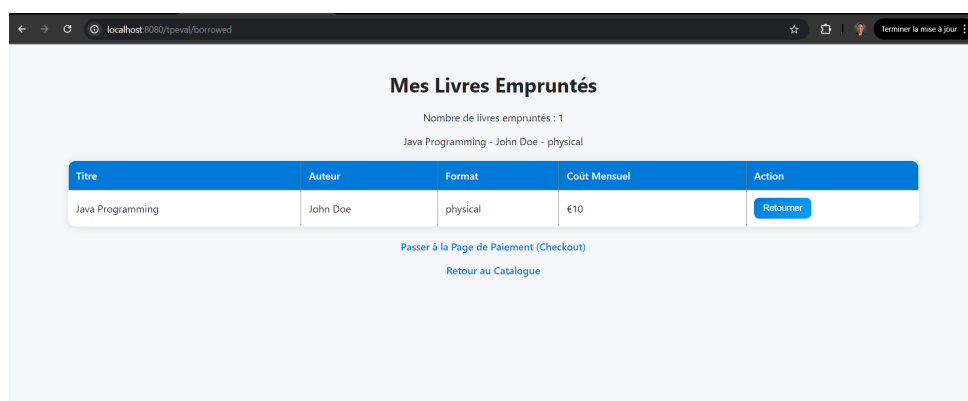 localhost:8080/tpeval/borrowed
Terminer la mise à jour
Mes Livres Empruntés
Nombre de livres empruntés : 1
Java Programming - John Doe - physical
Titre Auteur Format Coût Mensuel Action
Java Programming John Doe physical €10 Retourner
Passer à la Page de Paiement (Checkout)
Retour au Catalogue